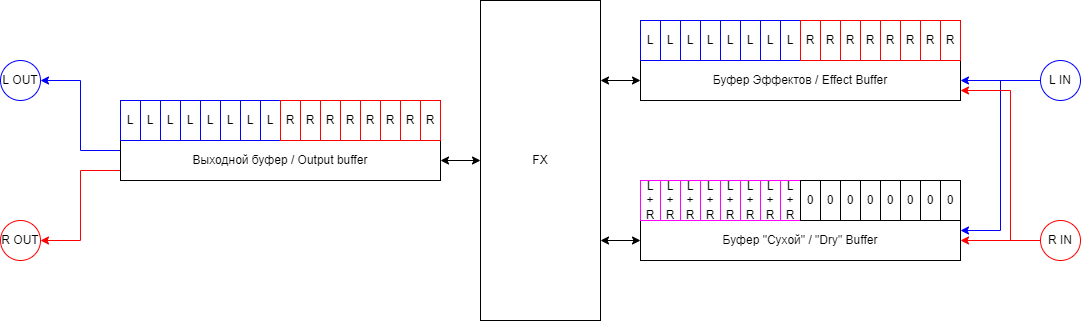 L L L L L L L L R R R R R R R R
Буфер Эффектов / Effect Buffer
L IN
L OUT
L L L L L L L L R R R R R R R R
Выходной буфер / Output buffer
FX
L + R L + R L + R L + R L + R L + R L + R L + R 0 0 0 0 0 0 0 0
Буфер "Сухой" / "Dry" Buffer
R IN
R OUT